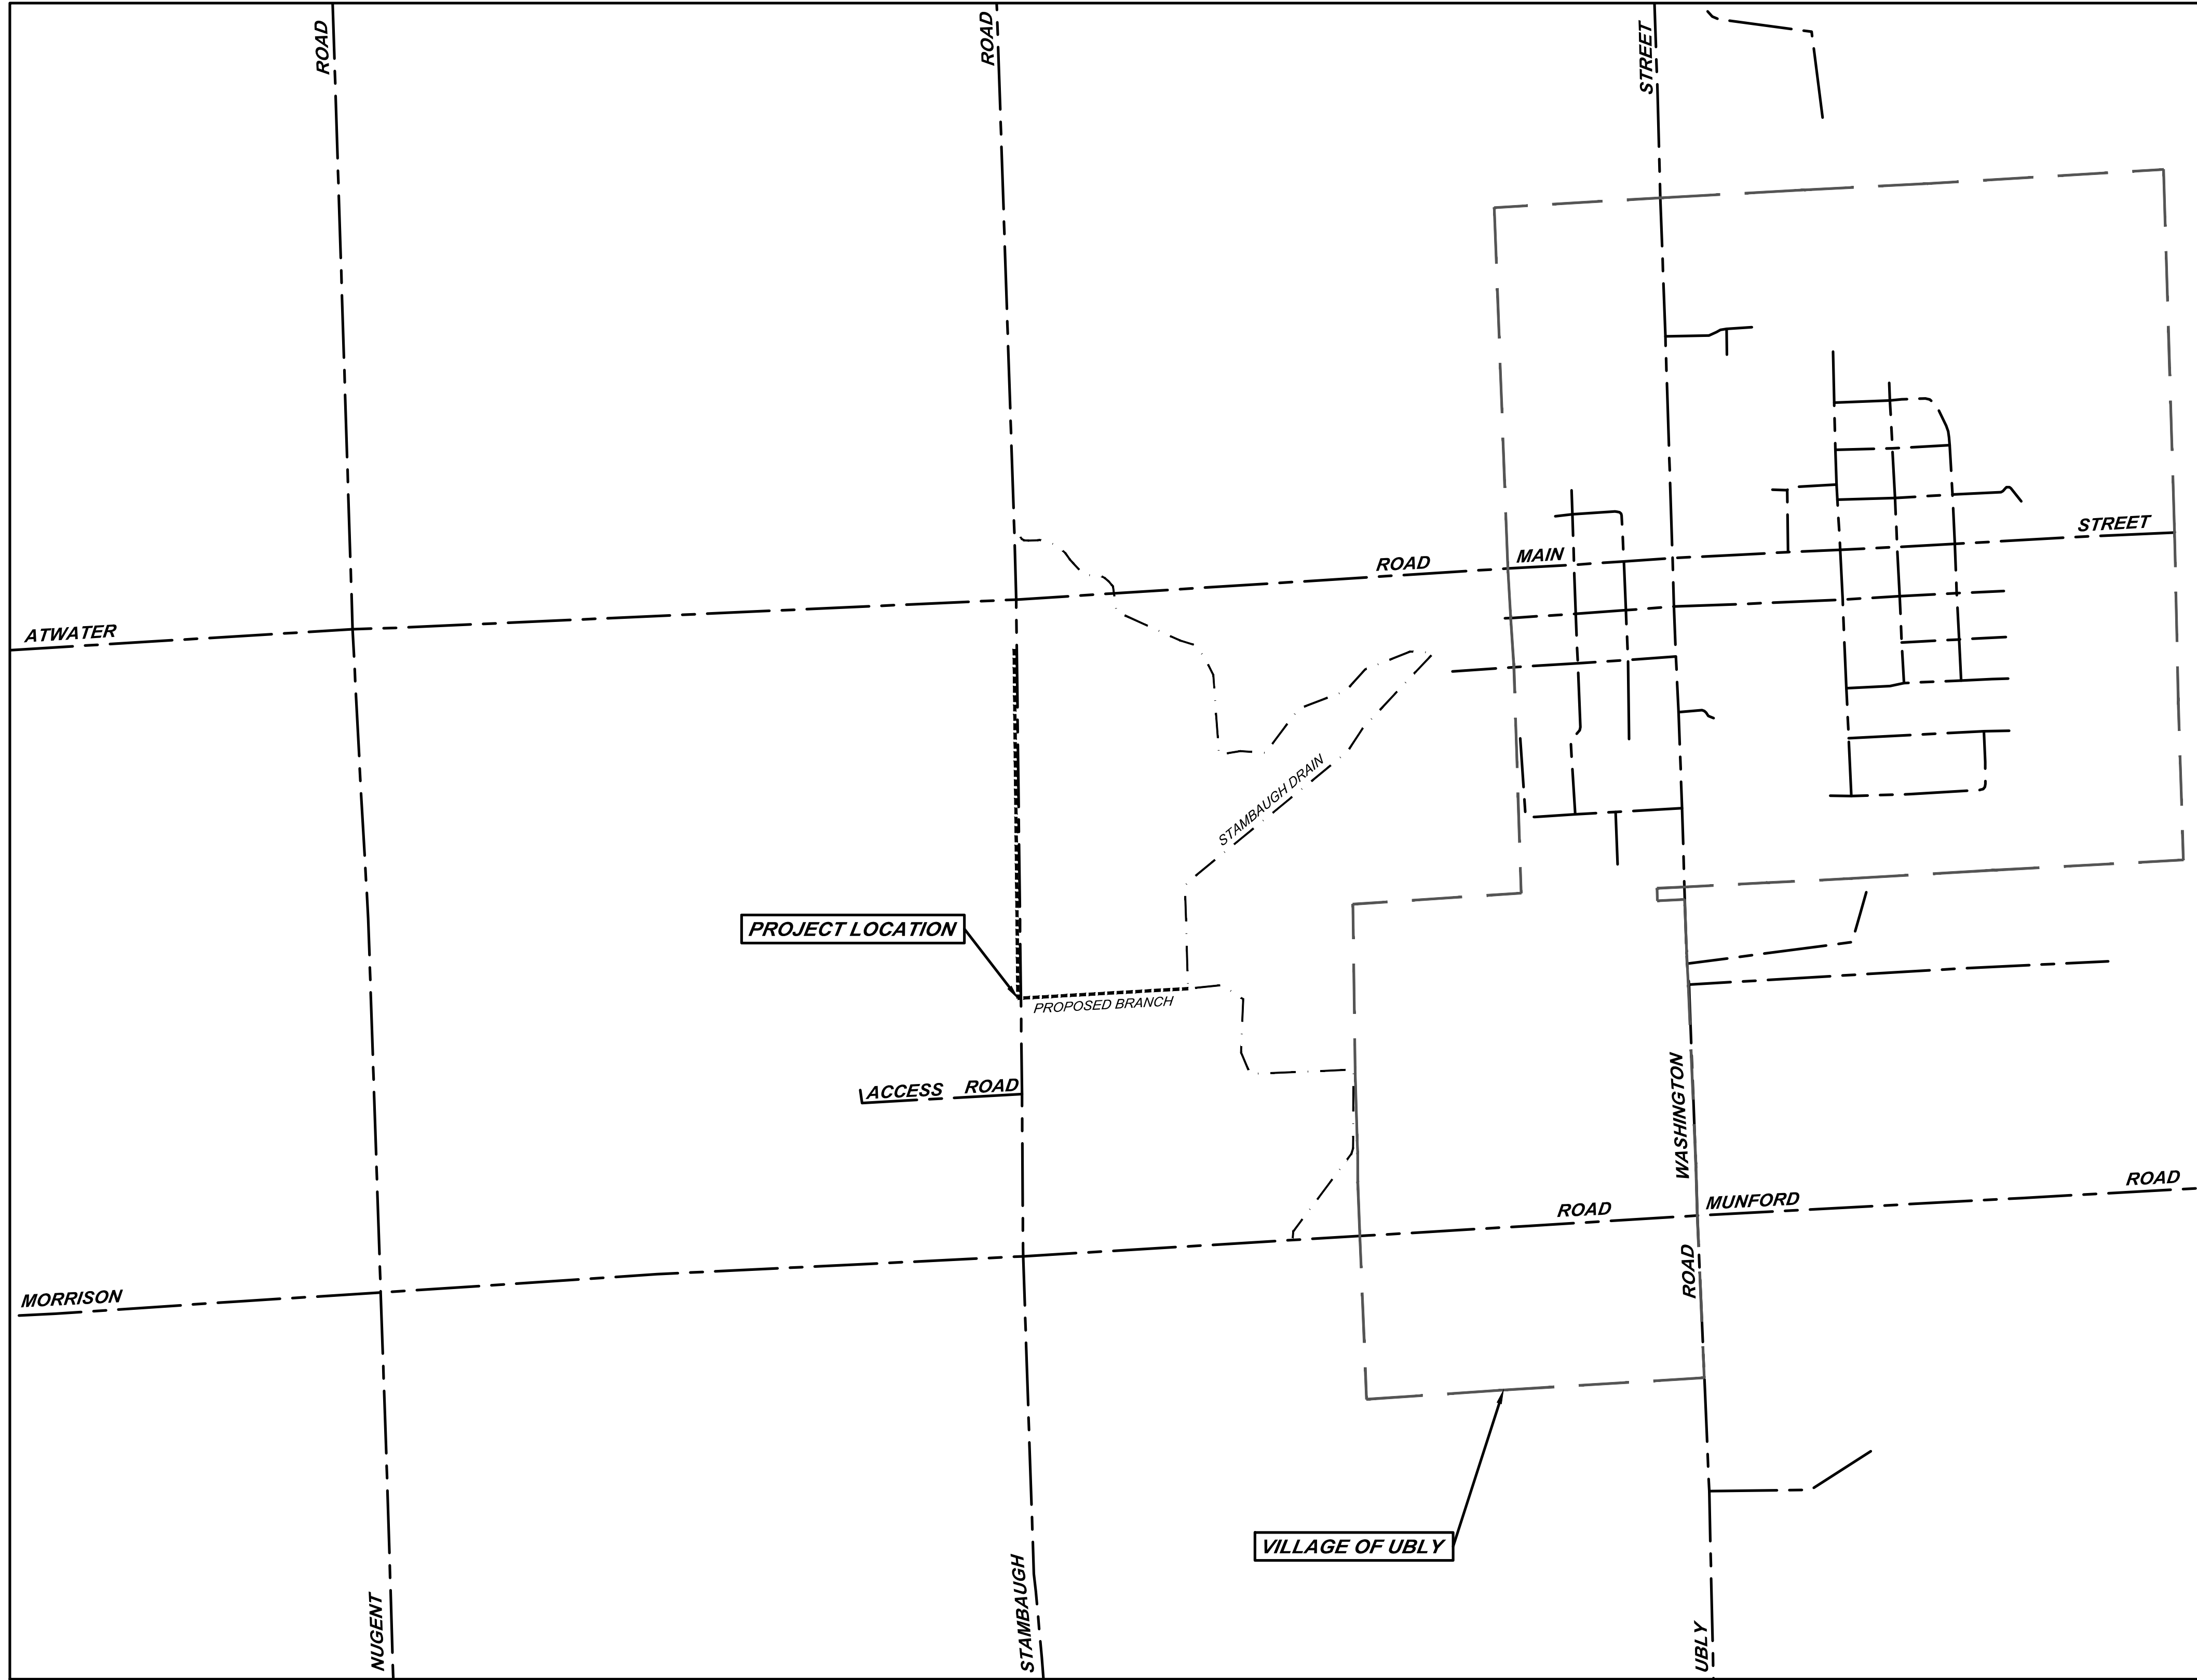 ROAD
ROAD
STREET
STREET
MAIN
ROAD
ATWATER
STAMBAUGH DRAIN
PROJECT LOCATION
PROPOSED BRANCH
ACCESS ROAD
WASHINGTON
ROAD
MUNFORD
ROAD
ROAD
MORRISON
VILLAGE OF UBLY
NUGENT
STAMBAUGH
UBLY